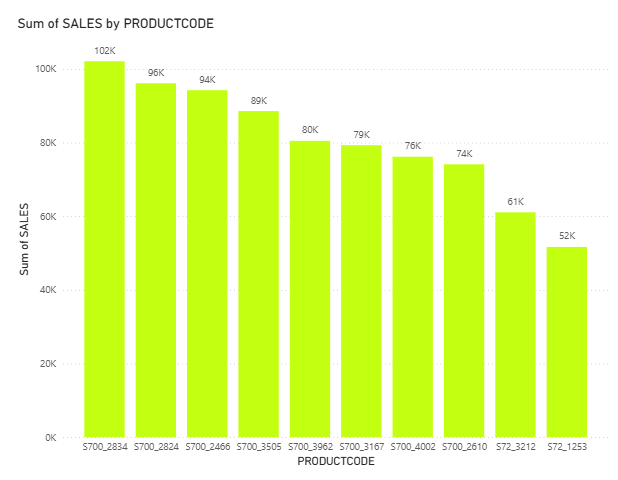 Sum of SALES by PRODUCTCODE
102K
96K
94K
89K
80K
79K
76K
74K
61K
52K
100K
80K
60K
40K
20K
0K
Sum of SALES
S700_2834 S700_2824 S700_2466 S700_3505 S700_3962 S700_3167 S700_4002 S700_2610 S72_3212 S72_1253
PRODUCTCODE